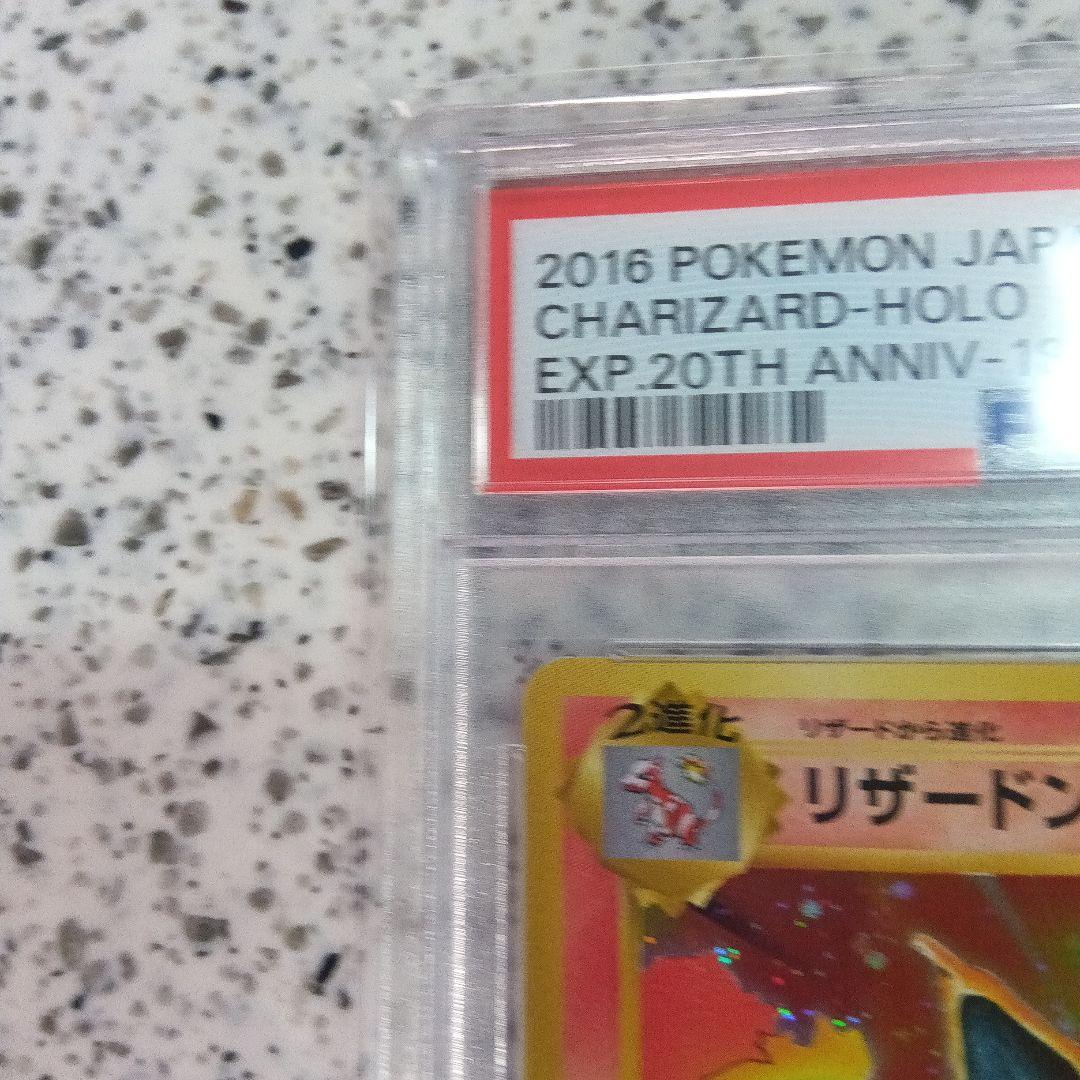 2016 POKEMON JAP
CHARIZARD-HOLO
EXP.20TH ANNIV-1S
2進化
リザードから進化
リザードン